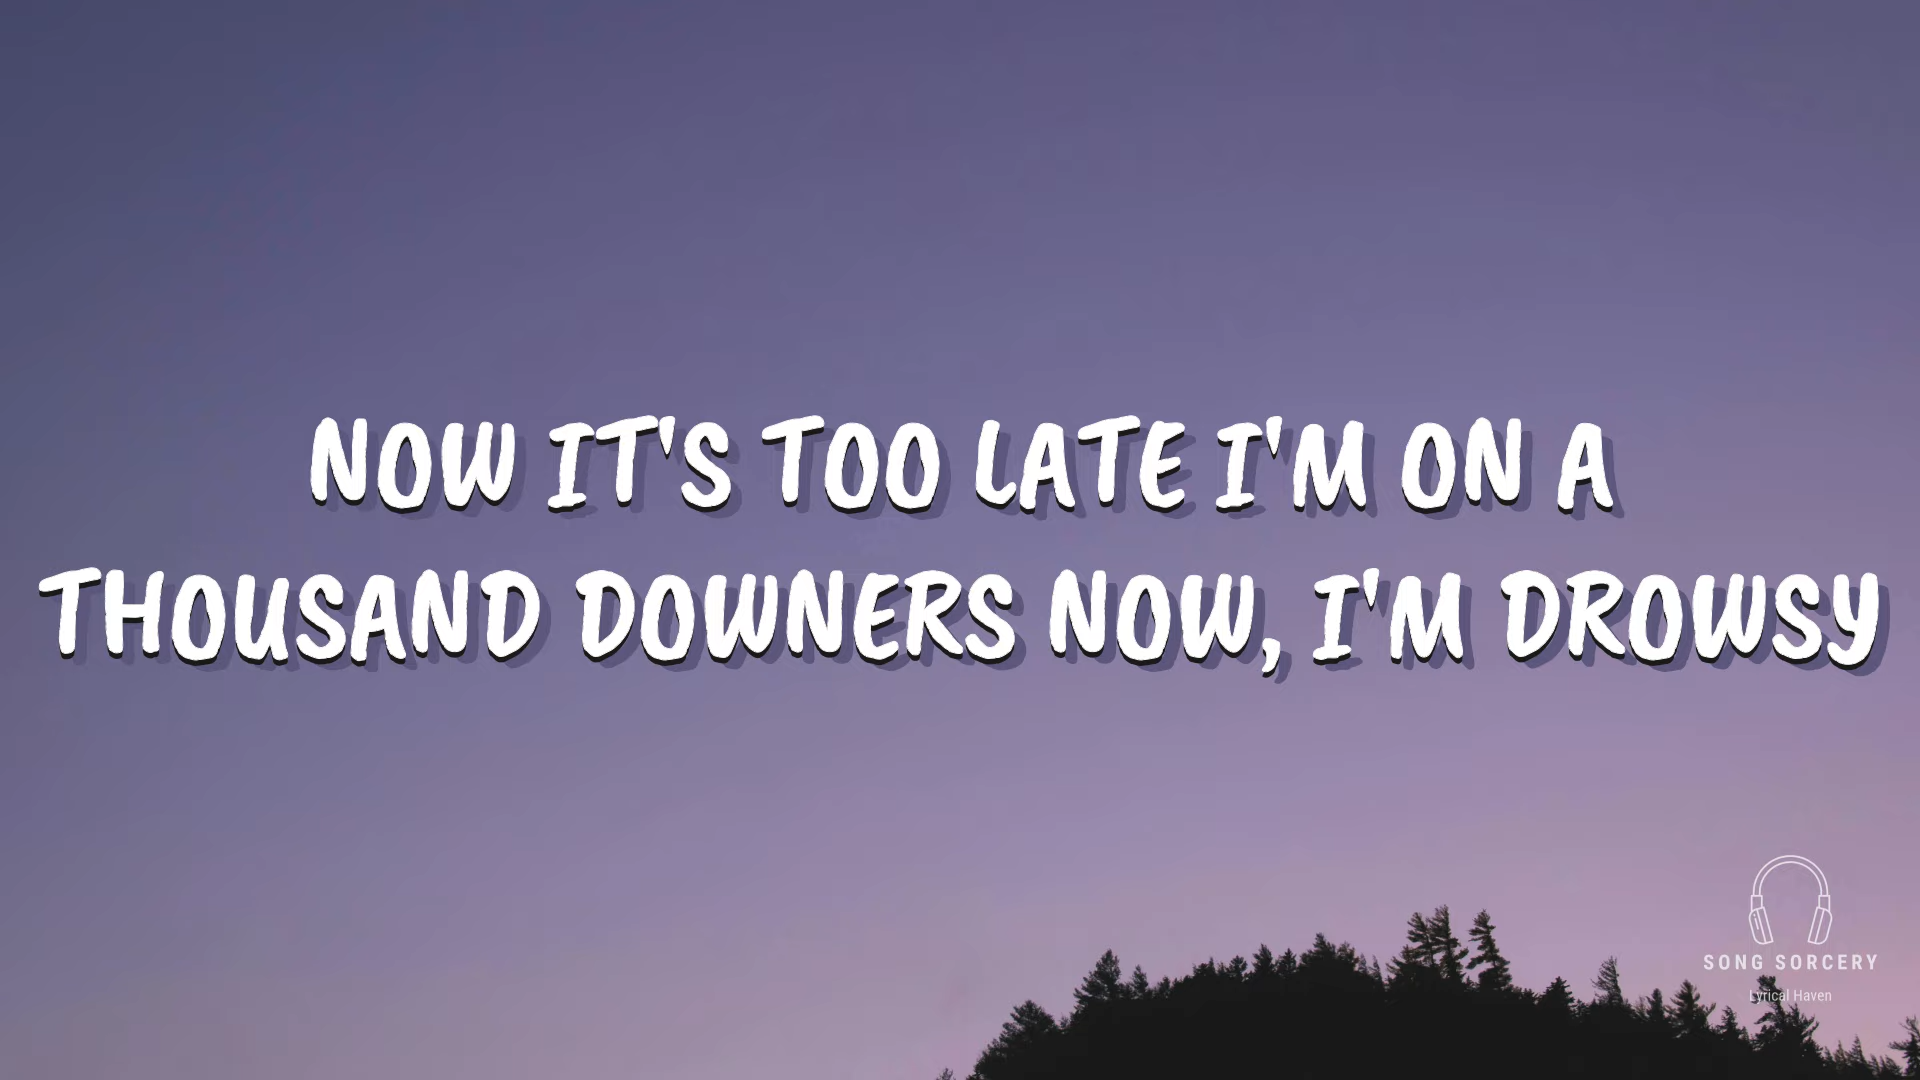 NOW IT'S TOO LATE I'M ON A
THOUSAND DOWNERS NOW, I'M DROWSY
SONG SORCERY
Lyrical Haven